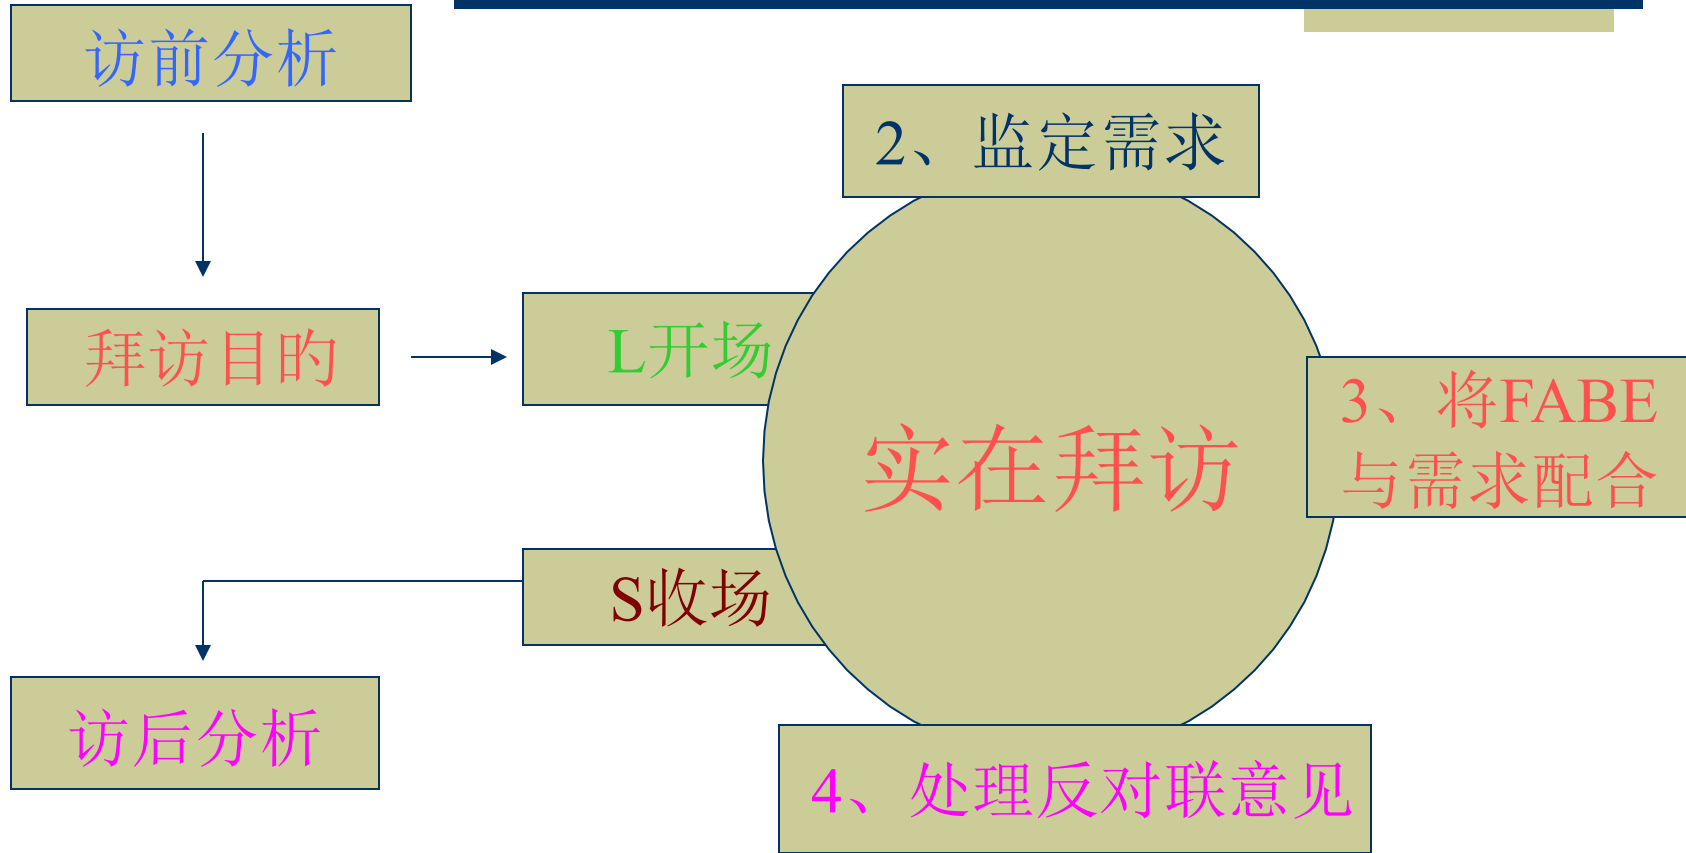 访前分析
2、监定需求
拜访目旳
L开场
3、将FABE
与需求配合
实在拜访
S收场
访后分析
4、处理反对联意见